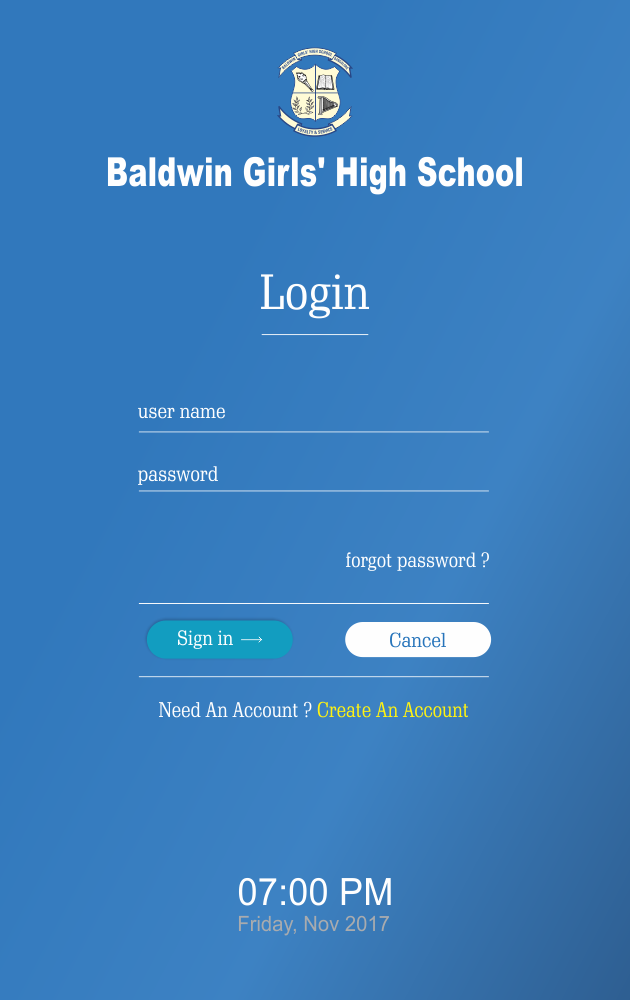 BALDWIN GIRLS' HIGH SCHOOL
LOYALTY & SERVICE
Baldwin Girls' High School
Login
user name
password
forgot password ?
Sign in →
Cancel
Need An Account ? Create An Account
07:00 PM
Friday, Nov 2017